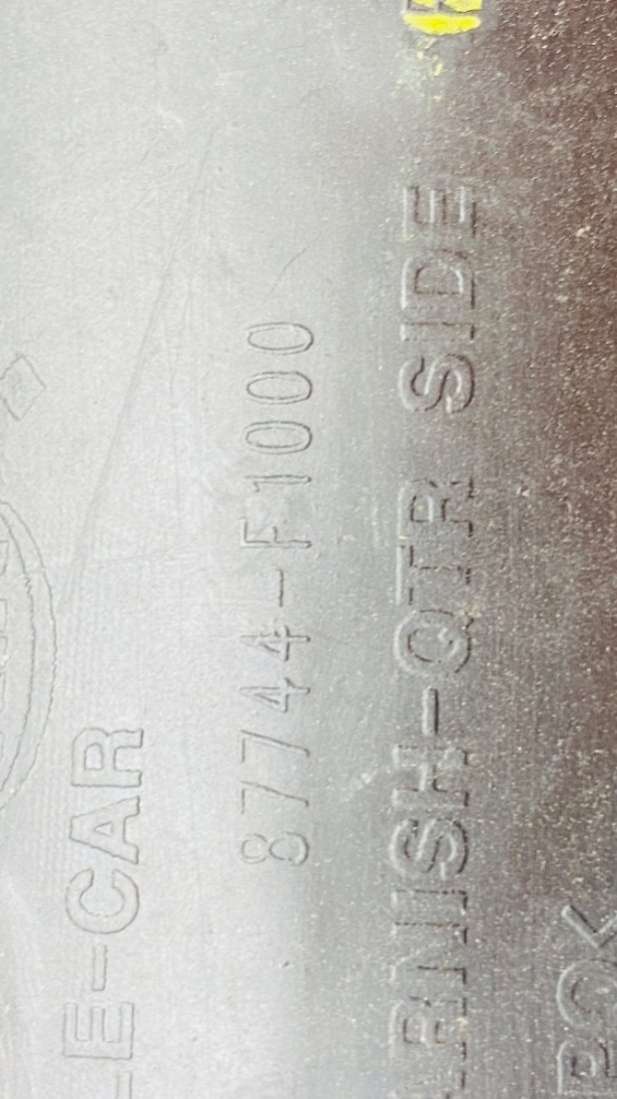 E-CAR
87744-F1000
RNISH-QTR SIDE